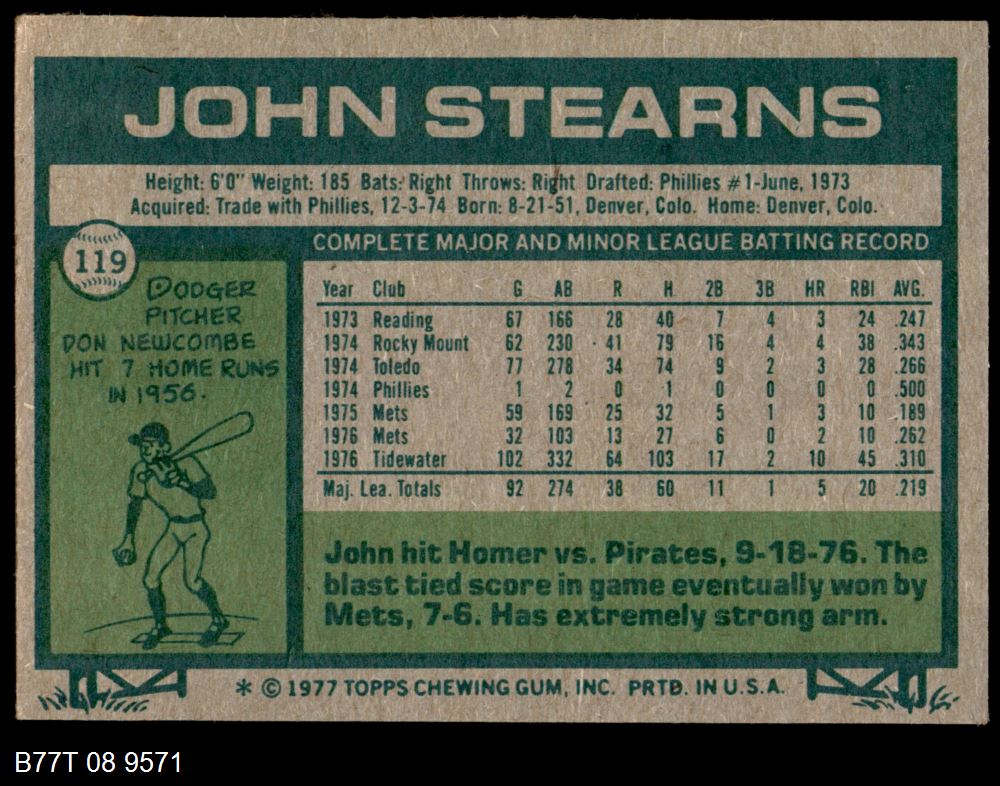 JOHN STEARNS
Height: 6'0" Weight: 185 Bats: Right Throws: Right Drafted: Phillies #1-June, 1973
Acquired: Trade with Phillies, 12-3-74 Born: 8-21-51, Denver, Colo. Home: Denver, Colo.
119
DODGER
PITCHER
DON NEWCOMBE
HIT 7 HOME RUNS
IN 1956.
COMPLETE MAJOR AND MINOR LEAGUE BATTING RECORD
Year Club G AB R H 2B 3B HR RBI AVG.
1973 Reading 67 166 28 40 7 4 3 24 .247
1974 Rocky Mount 62 230 41 79 16 4 4 38 .343
1974 Toledo 77 278 34 74 9 2 3 28 .266
1974 Phillies 1 2 0 1 0 0 0 0 .500
1975 Mets 59 169 25 32 5 1 3 10 .189
1976 Mets 32 103 13 27 6 0 2 10 .262
1976 Tidewater 102 332 64 103 17 2 10 45 .310
Maj. Lea. Totals 92 274 38 60 11 1 5 20 .219
John hit Homer vs. Pirates, 9-18-76. The
blast tied score in game eventually won by
Mets, 7-6. Has extremely strong arm.
* © 1977 TOPPS CHEWING GUM, INC. PRTD. IN U.S.A.
B77T 08 9571